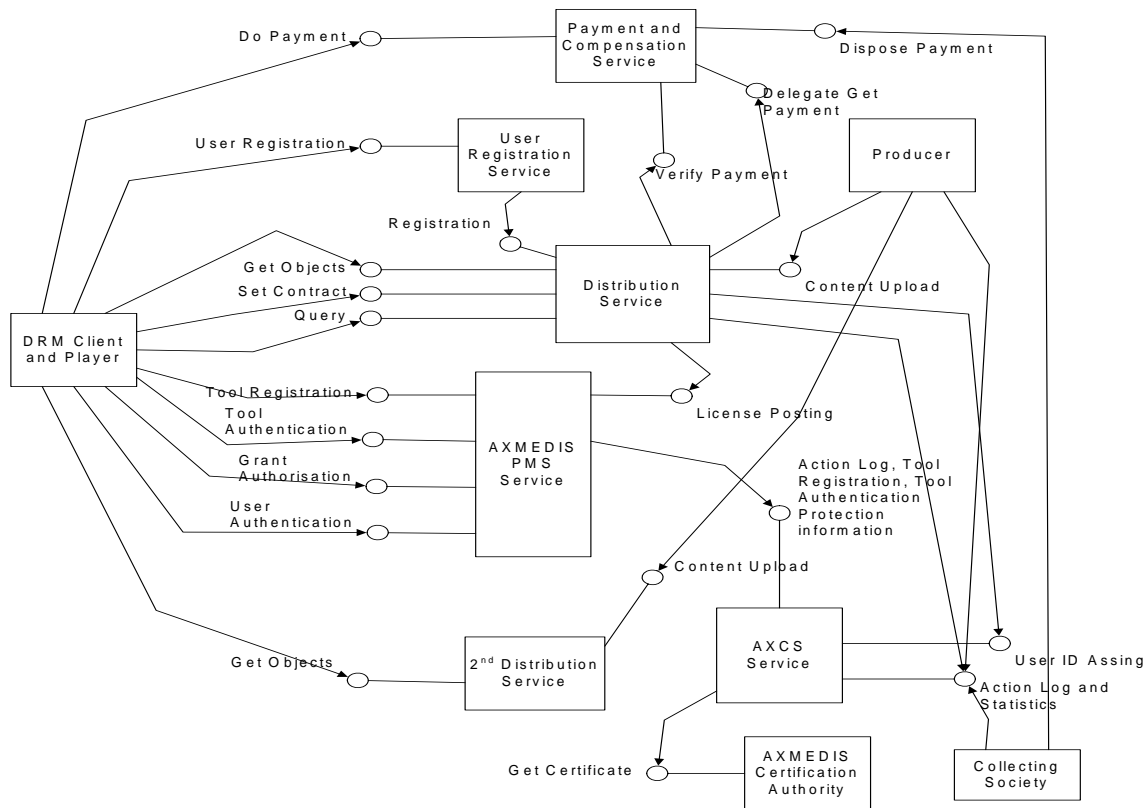 Do Payment
Payment and
Compensation
Service
Dispose Payment
Delegate Get
Payment
User Registration
User
Registration
Service
Verify Payment
Producer
Registration
Get Objects
Set Contract
Query
Distribution
Service
Content Upload
DRM Client
and Player
Tool Registration
Tool
Authentication
Grant
Authorisation
User
Authentication
AXMEDIS
PMS
Service
License Posting
Action Log, Tool
Registration, Tool
Authentication
Protection
information
Content Upload
Get Objects
2nd Distribution
Service
AXCS
Service
User ID Assing
Action Log and
Statistics
Get Certificate
AXMEDIS
Certification
Authority
Collecting
Society